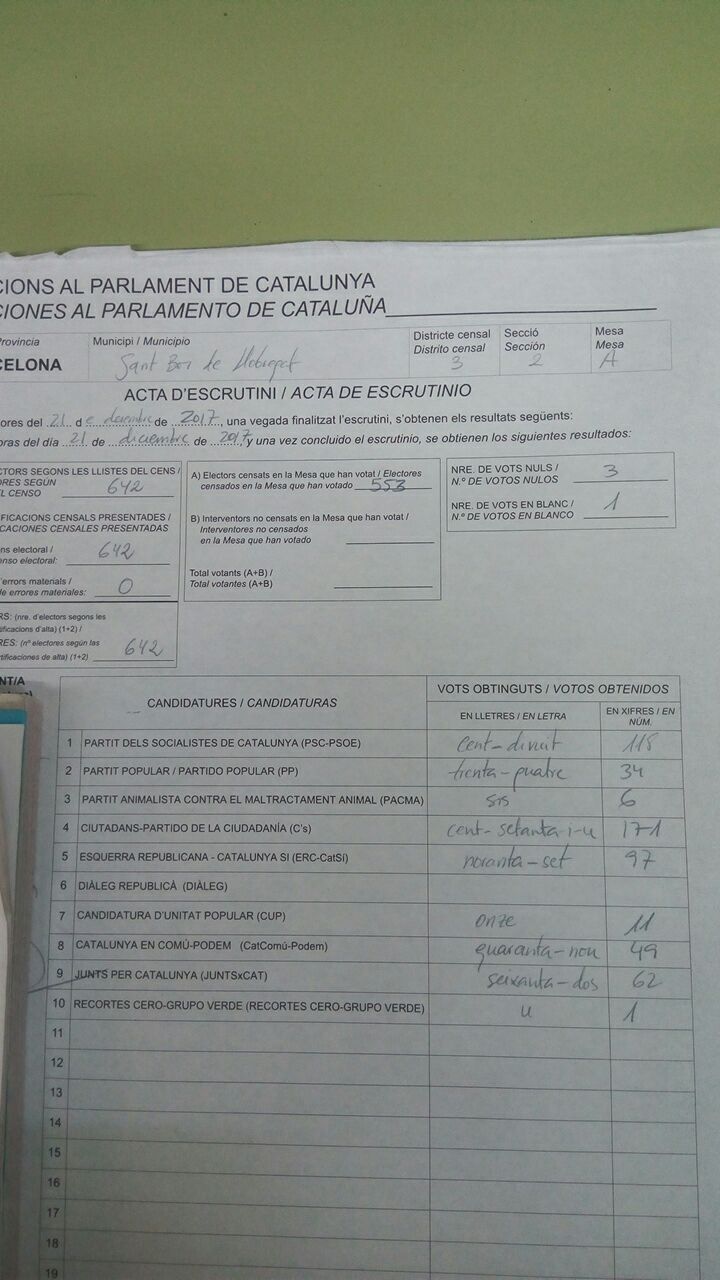 CIONS AL PARLAMENT DE CATALUNYA
CIONES AL PARLAMENTO DE CATALUÑA
Provincia
CELONA
Municipi / Municipio
Sant Boi de Llobregat
Districte censal
Distrito censal
3
Secció
Sección
2
Mesa
Mesa
A
ACTA D'ESCRUTINI / ACTA DE ESCRUTINIO
ores del 21 d e desembre de 2017, una vegada finalitzat l'escrutini, s'obtenen els resultats següents:
oras del día 21 de diciembre de 2017 y una vez concluido el escrutinio, se obtienen los siguientes resultados:
CTORS SEGONS LES LLISTES DEL CENS /
ORES SEGÚN
L CENSO 642
IFICACIONS CENSALS PRESENTADES /
CACIONES CENSALES PRESENTADAS
ns electoral /
enso electoral: 642
'errors materials /
de errores materiales: 0
RS: (nre. d'electors segons les
tificacions d'alta) (1+2) /
RES: (nº electores según las
rtificaciones de alta) (1+2) 642
A) Electors censats en la Mesa que han votat / Electores
censados en la Mesa que han votado 553
B) Interventors no censats en la Mesa que han votat /
Interventores no censados
en la Mesa que han votado
Total votants (A+B) /
Total votantes (A+B)
NRE. DE VOTS NULS /
N.º DE VOTOS NULOS 3
NRE. DE VOTS EN BLANC /
N.º DE VOTOS EN BLANCO 1
NT/A
CANDIDATURES / CANDIDATURAS
VOTS OBTINGUTS / VOTOS OBTENIDOS
EN LLETRES / EN LETRA
EN XIFRES / EN
NÚM.
1 PARTIT DELS SOCIALISTES DE CATALUNYA (PSC-PSOE) cent-divuit 118
2 PARTIT POPULAR / PARTIDO POPULAR (PP) trenta-quatre 34
3 PARTIT ANIMALISTA CONTRA EL MALTRACTAMENT ANIMAL (PACMA) sis 6
4 CIUTADANS-PARTIDO DE LA CIUDADANÍA (C's) cent-setanta-i-u 171
5 ESQUERRA REPUBLICANA - CATALUNYA SI (ERC-CatSí) noranta-set 97
6 DIÀLEG REPUBLICÀ (DIÀLEG)
7 CANDIDATURA D'UNITAT POPULAR (CUP) onze 11
8 CATALUNYA EN COMÚ-PODEM (CatComú-Podem) quaranta-nou 49
9 JUNTS PER CATALUNYA (JUNTSxCAT) seixanta-dos 62
10 RECORTES CERO-GRUPO VERDE (RECORTES CERO-GRUPO VERDE) u 1
11
12
13
14
15
16
17
18
19